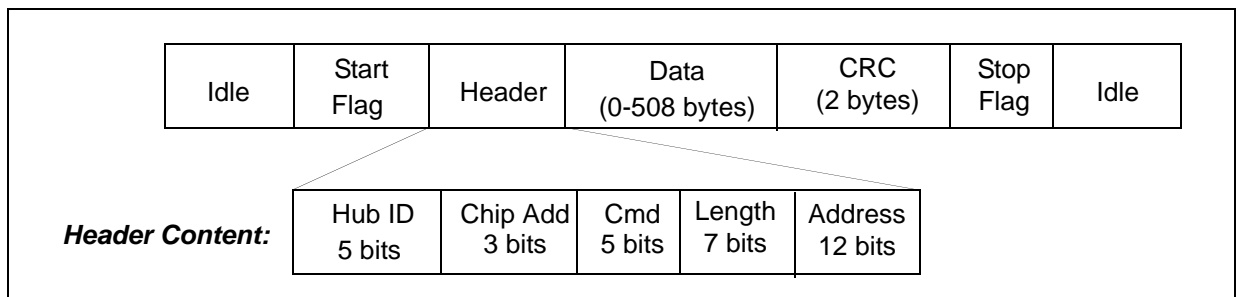 Idle
Start
Flag
Header
Data
(0-508 bytes)
CRC
(2 bytes)
Stop
Flag
Idle
Header Content:
Hub ID
5 bits
Chip Add
3 bits
Cmd
5 bits
Length
7 bits
Address
12 bits